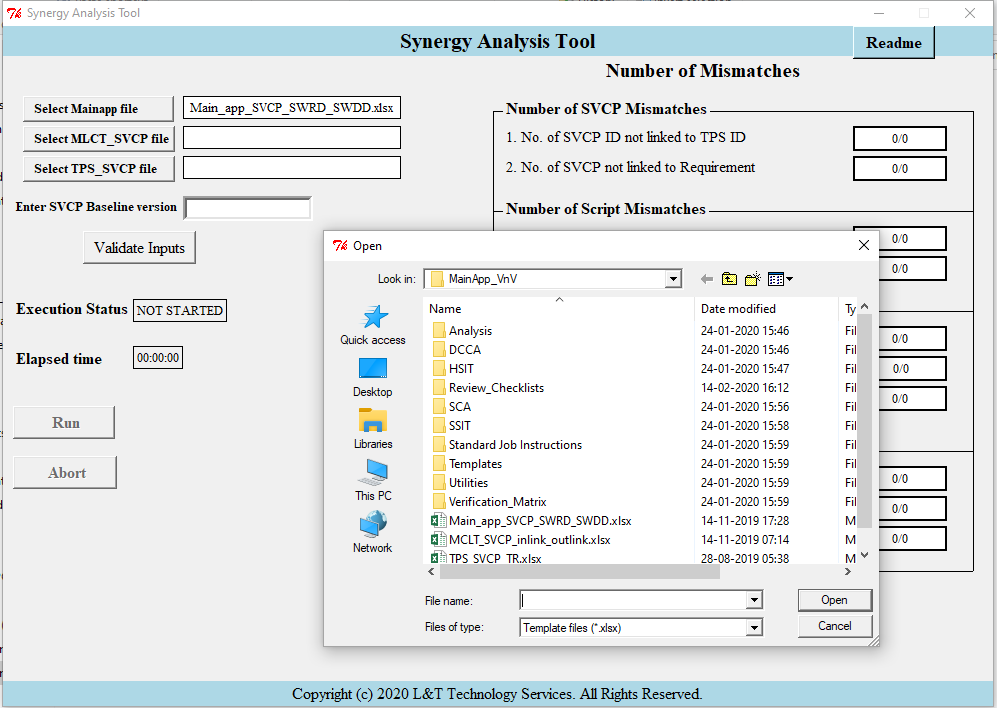 Synergy Analysis Tool
Synergy Analysis Tool
Readme
Number of Mismatches
Select Mainapp file
Main_app_SVCP_SWRD_SWDD.xlsx
Select MLCT_SVCP file
Select TPS_SVCP file
Enter SVCP Baseline version
Validate Inputs
Execution Status
NOT STARTED
Elapsed time
00:00:00
Run
Abort
Number of SVCP Mismatches
1. No. of SVCP ID not linked to TPS ID
0/0
2. No. of SVCP not linked to Requirement
0/0
Number of Script Mismatches
0/0
0/0
0/0
0/0
0/0
0/0
0/0
0/0
Open
Look in:
MainApp_VnV
Quick access
Desktop
Libraries
This PC
Network
Name Date modified Ty
Analysis 24-01-2020 15:46 Fil
DCCA 24-01-2020 15:46 Fil
HSIT 24-01-2020 15:47 Fil
Review_Checklists 14-02-2020 16:12 Fil
SCA 24-01-2020 15:56 Fil
SSIT 24-01-2020 15:58 Fil
Standard Job Instructions 24-01-2020 15:59 Fil
Templates 24-01-2020 15:59 Fil
Utilities 24-01-2020 15:59 Fil
Verification_Matrix 24-01-2020 15:59 Fil
Main_app_SVCP_SWRD_SWDD.xlsx 14-11-2019 17:28 M
MCLT_SVCP_inlink_outlink.xlsx 14-11-2019 07:14 M
TPS_SVCP_TR.xlsx 28-08-2019 05:38 M
File name:
Open
Files of type:
Template files (*.xlsx)
Cancel
Copyright (c) 2020 L&T Technology Services. All Rights Reserved.